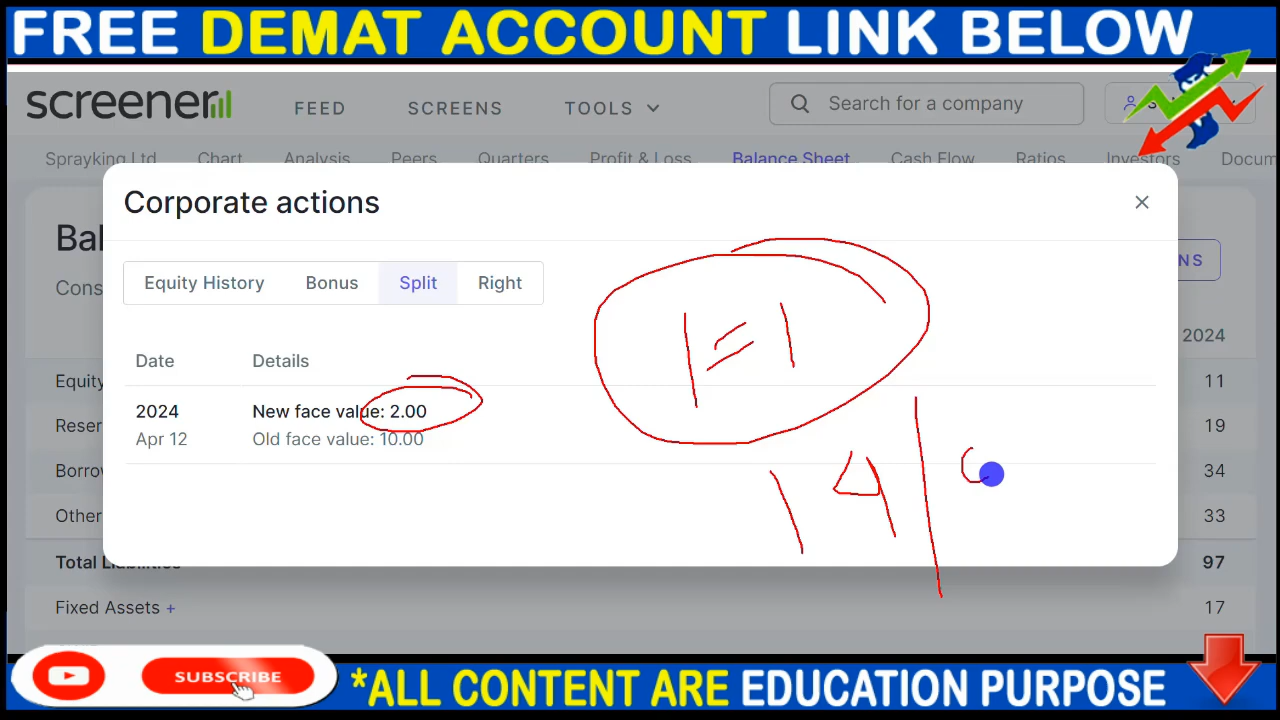 FREE DEMAT ACCOUNT LINK BELOW
screener FEED SCREENS TOOLS Search for a company
Sprayking Ltd Chart Analysis Peers Quarters Profit & Loss Balance Sheet Cash Flow Ratios Investors
Corporate actions
Equity History Bonus Split Right
2024
Date Details
Equity 11
2024 New face value: 2.00
Apr 12 Old face value: 10.00
1=1
19
34
14/
Other 33
Total Liabilities 97
Fixed Assets + 17
SUBSCRIBE
*ALL CONTENT ARE EDUCATION PURPOSE